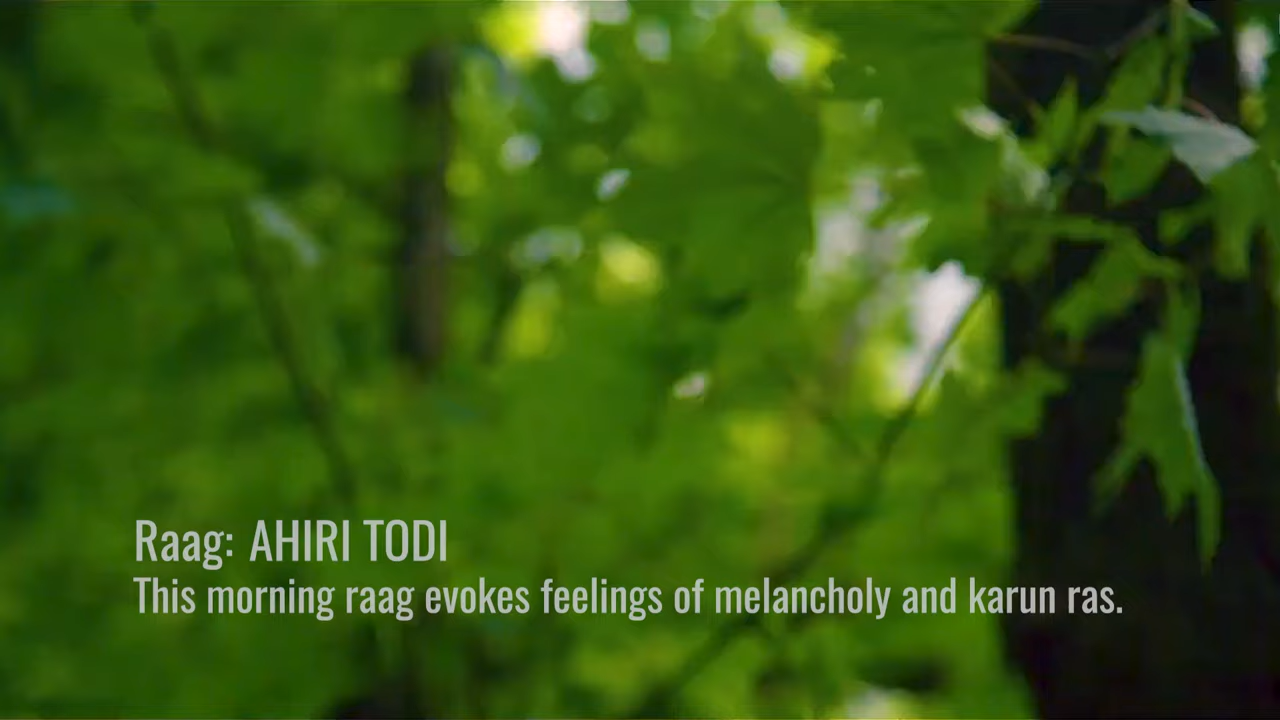 Raag: AHIRI TODI
This morning raag evokes feelings of melancholy and karun ras.